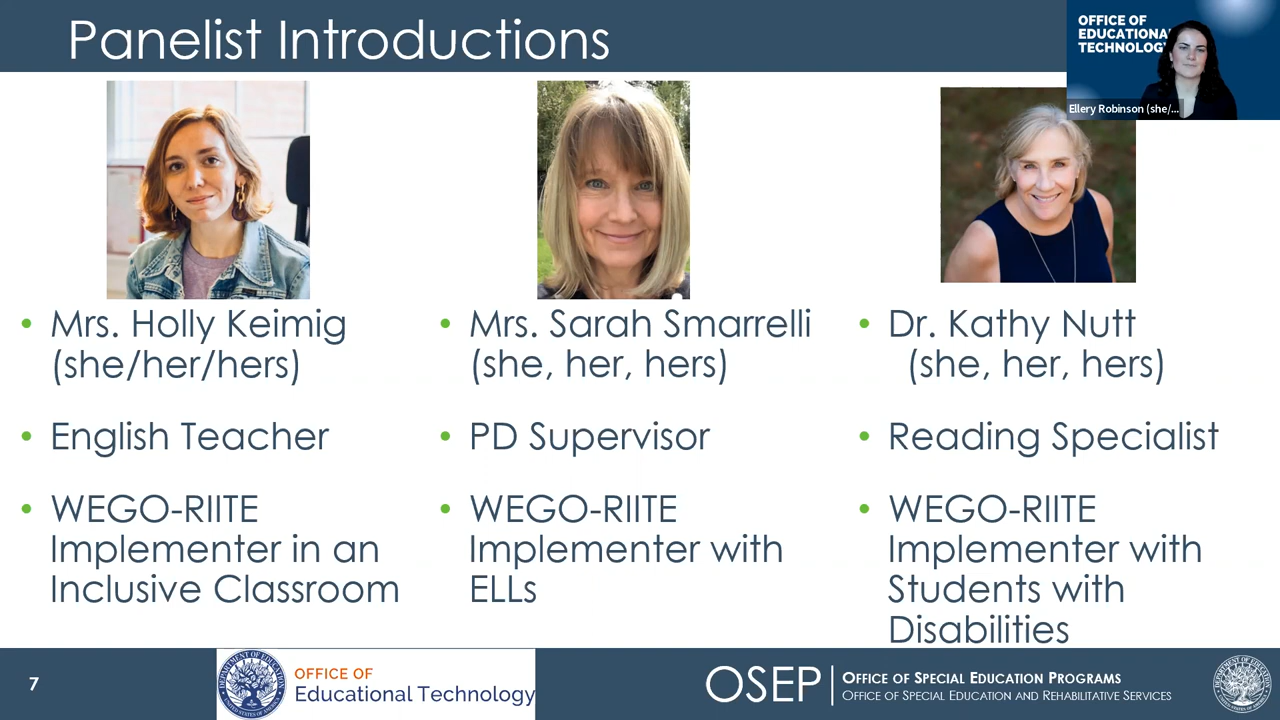 Panelist Introductions
OFFICE OF
EDUCATIONAL
TECHNOLOGY
Ellery Robinson (she/...
• Mrs. Holly Keimig
(she/her/hers)
• English Teacher
• WEGO-RIITE
Implementer in an
Inclusive Classroom
• Mrs. Sarah Smarrelli
(she, her, hers)
• PD Supervisor
• WEGO-RIITE
Implementer with
ELLs
• Dr. Kathy Nutt
(she, her, hers)
• Reading Specialist
• WEGO-RIITE
Implementer with
Students with
Disabilities
7
OFFICE OF
Educational Technology
OSEP
OFFICE OF SPECIAL EDUCATION PROGRAMS
OFFICE OF SPECIAL EDUCATION AND REHABILITATIVE SERVICES